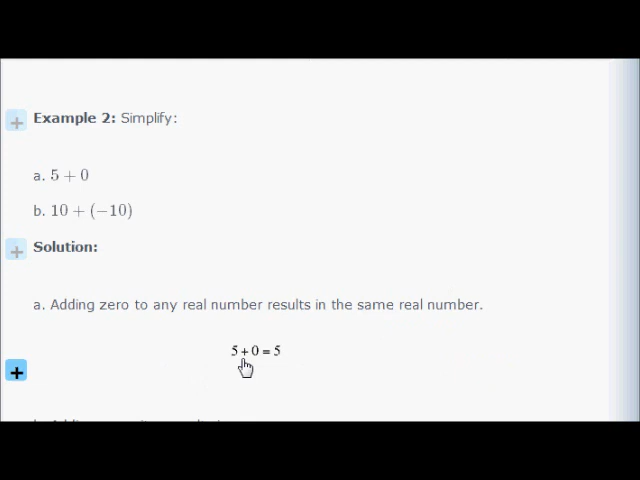 Example 2: Simplify:
a. 5 + 0
b. 10 + (−10)
Solution:
a. Adding zero to any real number results in the same real number.
5 + 0 = 5